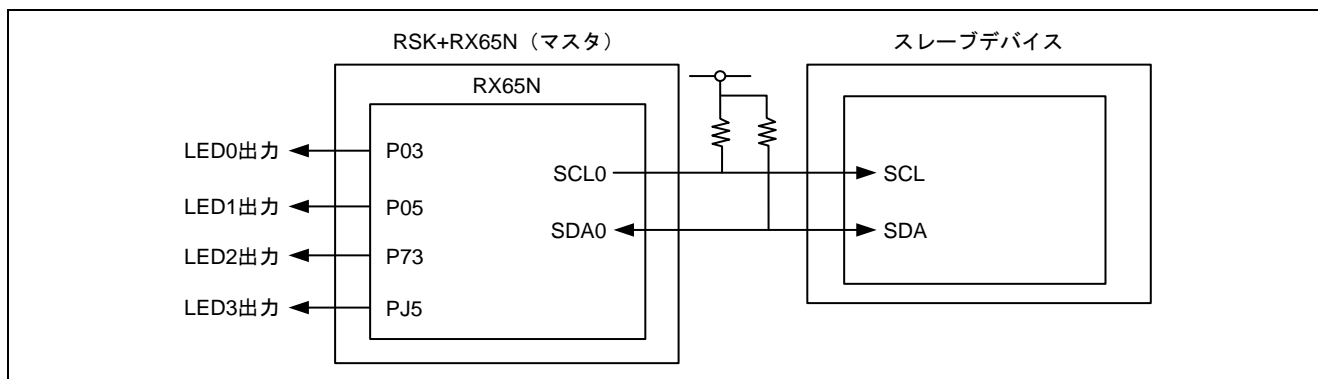 RSK+RX65N（マスタ）
スレーブデバイス
RX65N
LED0出力
P03
SCL0
SCL
LED1出力
P05
SDA0
SDA
LED2出力
P73
LED3出力
PJ5